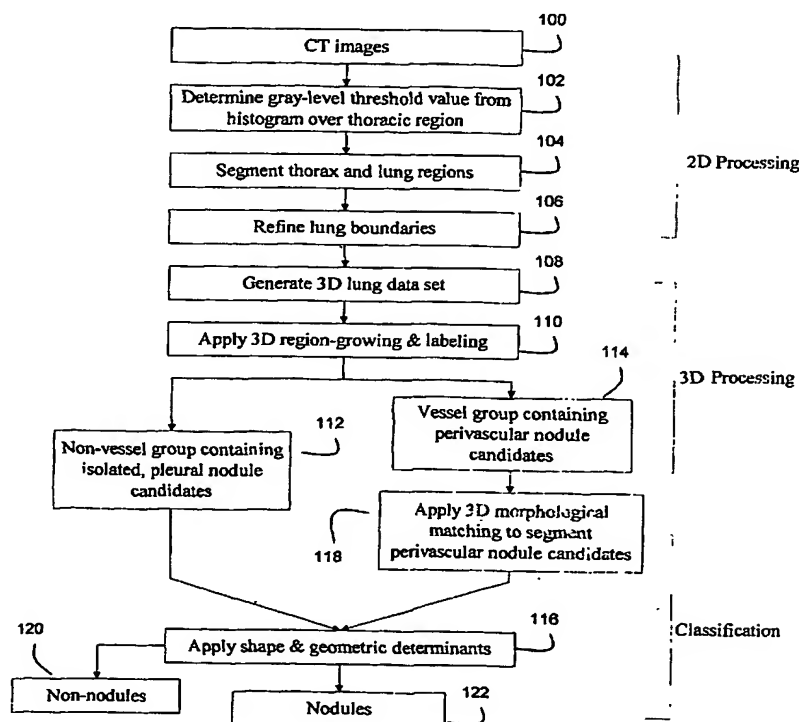 100
CT images
102
Determine gray-level threshold value from
histogram over thoracic region
104
Segment thorax and lung regions
2D Processing
106
Refine lung boundaries
108
Generate 3D lung data set
110
Apply 3D region-growing & labeling
114
3D Processing
Vessel group containing
perivascular nodule
candidates
112
Non-vessel group containing
isolated, pleural nodule
candidates
Apply 3D morphological
matching to segment
perivascular nodule candidates
118
116
Classification
120
Apply shape & geometric determinants
Non-nodules
Nodules
122